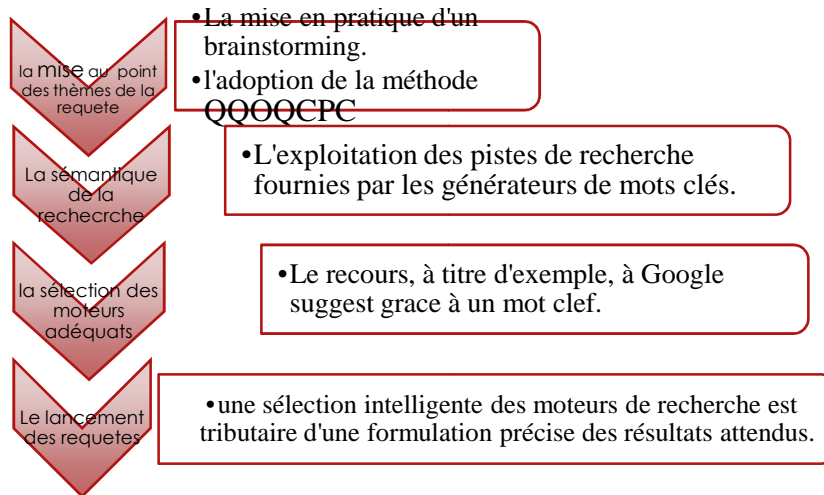 la mise au point
des thèmes de la
requete
•La mise en pratique d'un
brainstorming.
•l'adoption de la méthode
QQOQCPC
La sémantique
de la
rechecrche
•L'exploitation des pistes de recherche
fournies par les générateurs de mots clés.
la sélection des
moteurs
adéquats
•Le recours, à titre d'exemple, à Google
suggest grace à un mot clef.
Le lancement
des requetes
•une sélection intelligente des moteurs de recherche est
tributaire d'une formulation précise des résultats attendus.